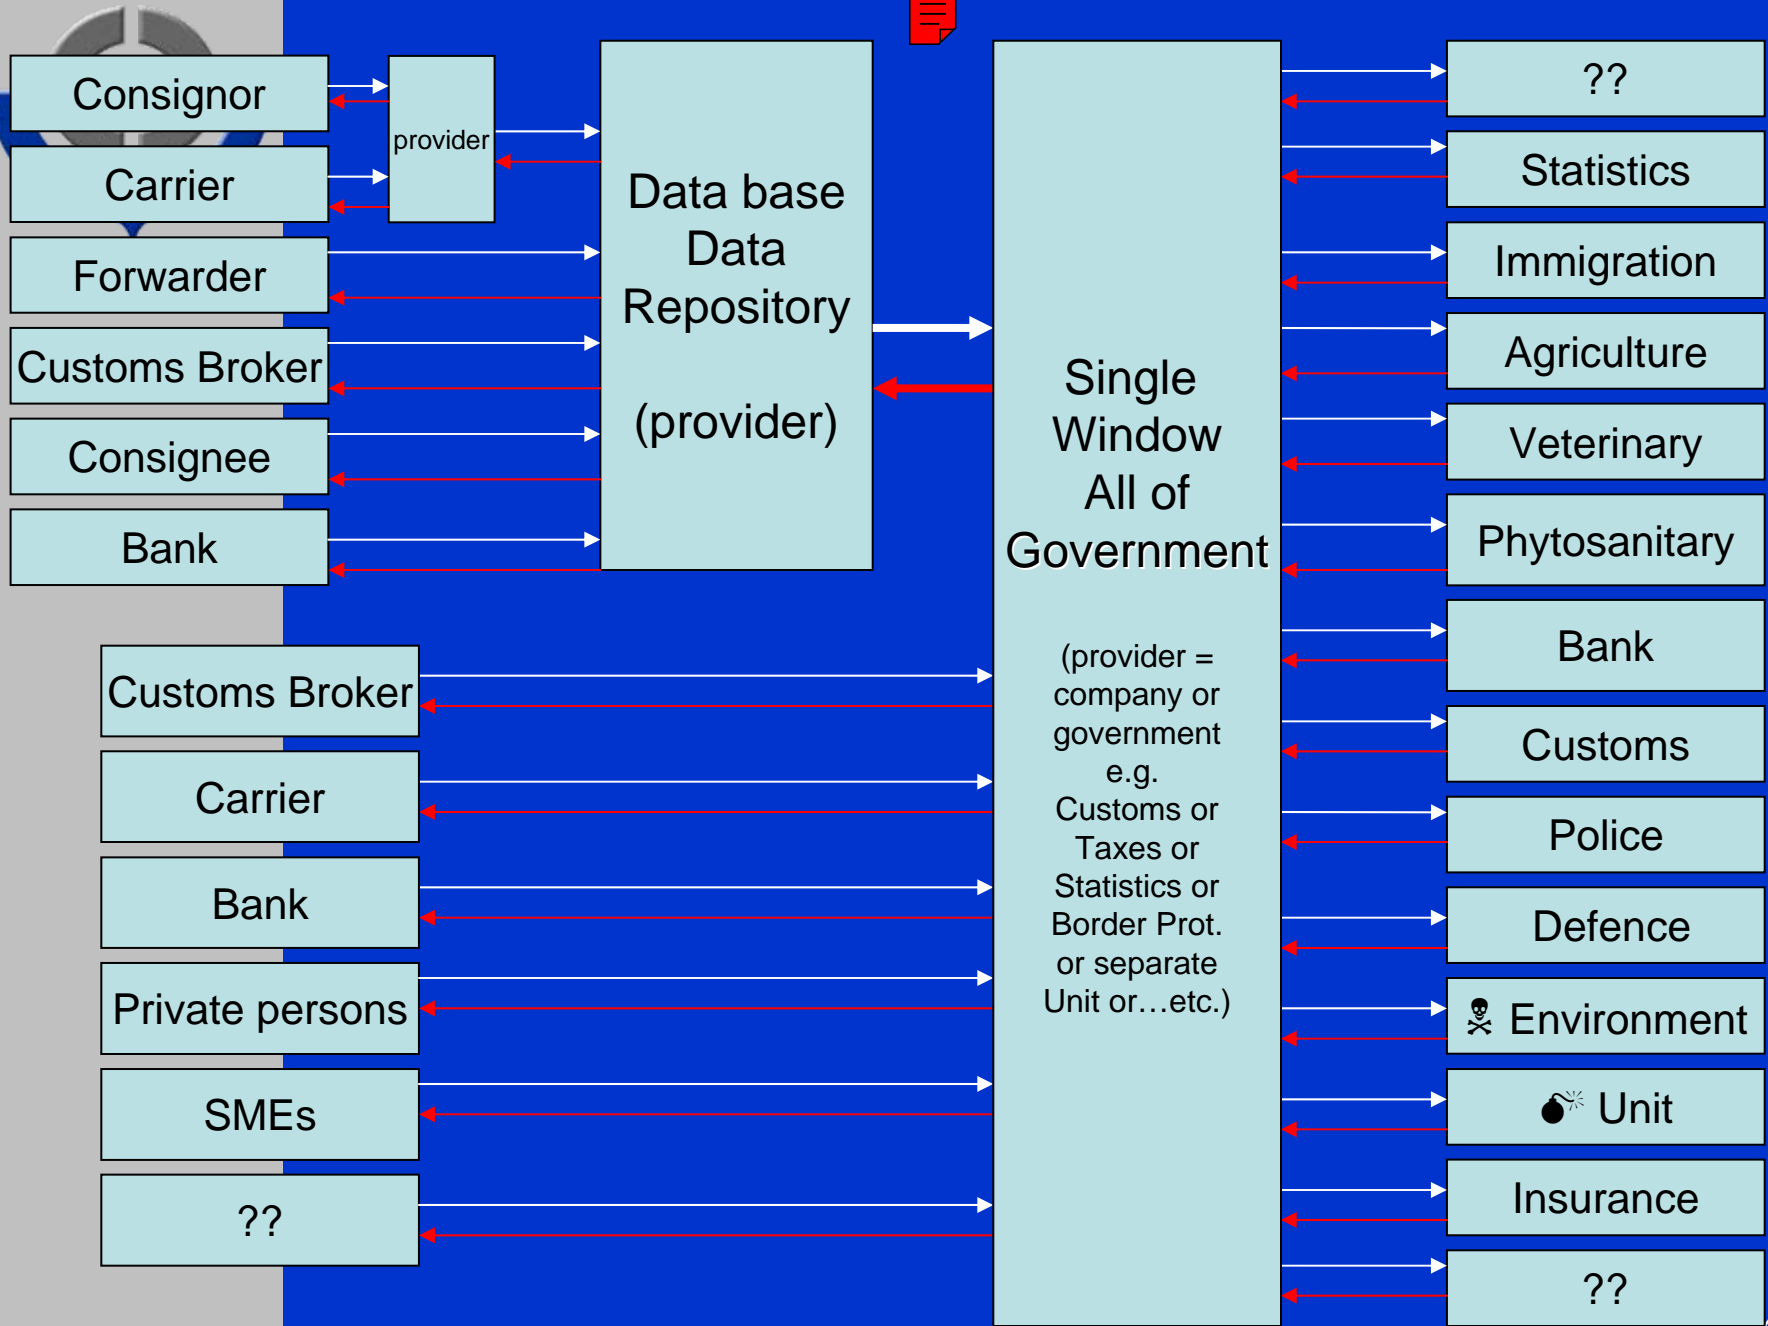 Consignor
Carrier
Forwarder
Customs Broker
Consignee
Bank
provider
Data base
Data
Repository
(provider)
Customs Broker
Carrier
Bank
Private persons
SMEs
??
Single
Window
All of
Government
(provider =
company or
government
e.g.
Customs or
Taxes or
Statistics or
Border Prot.
or separate
Unit or…etc.)
??
Statistics
Immigration
Agriculture
Veterinary
Phytosanitary
Bank
Customs
Police
Defence
☠ Environment
💣 Unit
Insurance
??